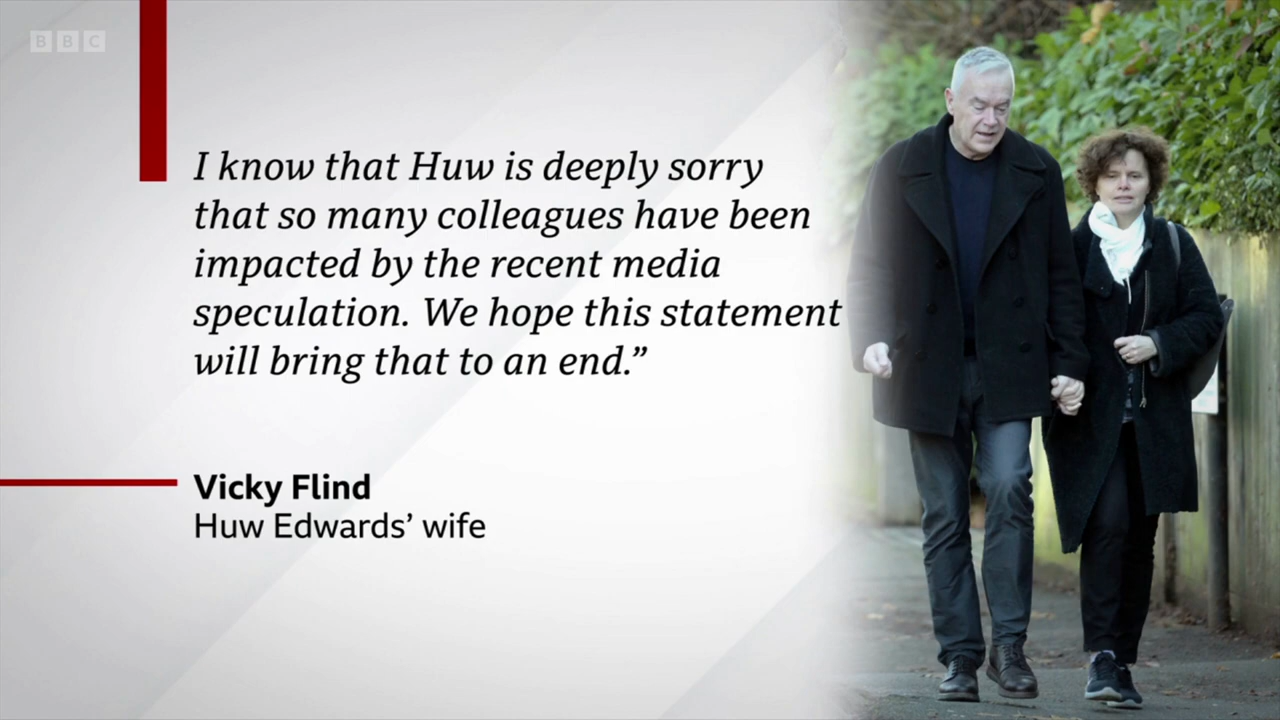 BBC
I know that Huw is deeply sorry
that so many colleagues have been
impacted by the recent media
speculation. We hope this statement
will bring that to an end.”
Vicky Flind
Huw Edwards’ wife